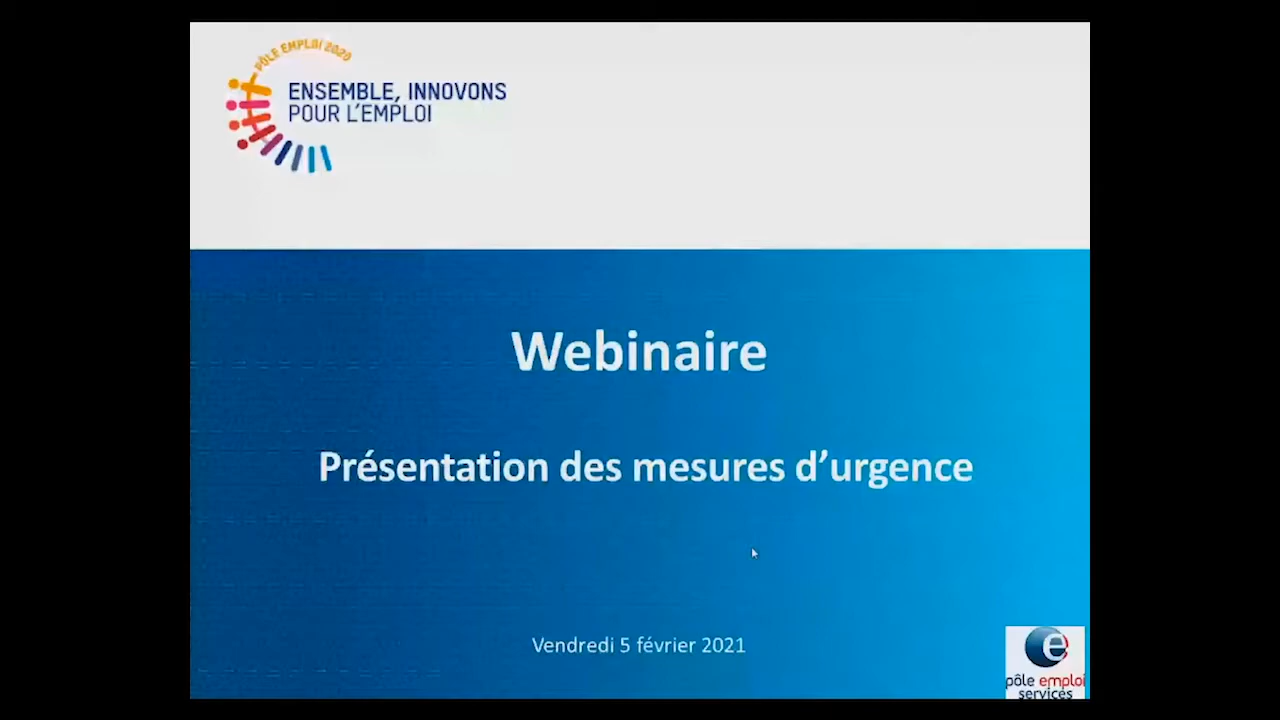 PÔLE EMPLOI 2020
ENSEMBLE, INNOVONS
POUR L’EMPLOI
Webinaire
Présentation des mesures d’urgence
Vendredi 5 février 2021
pôle emploi
services